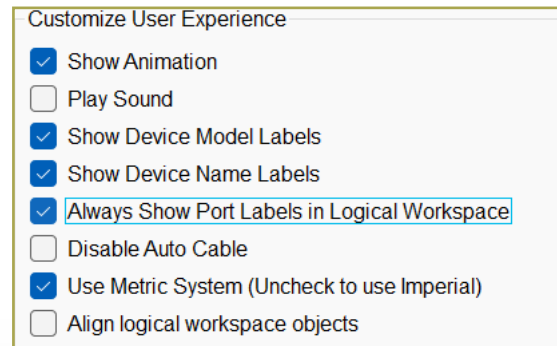 Customize User Experience
Show Animation
Play Sound
Show Device Model Labels
Show Device Name Labels
Always Show Port Labels in Logical Workspace
Disable Auto Cable
Use Metric System (Uncheck to use Imperial)
Align logical workspace objects